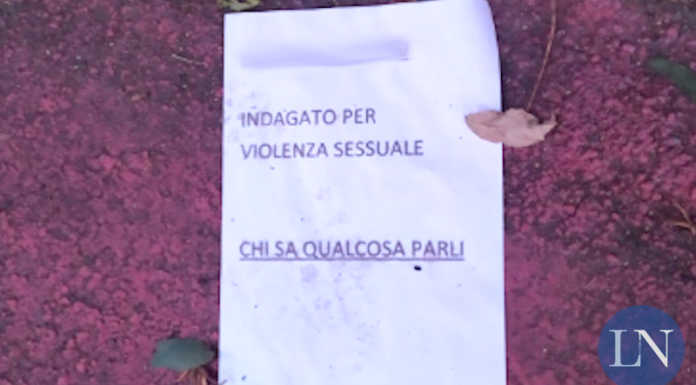 INDAGATO PER
VIOLENZA SESSUALE
CHI SA QUALCOSA PARLI
LN